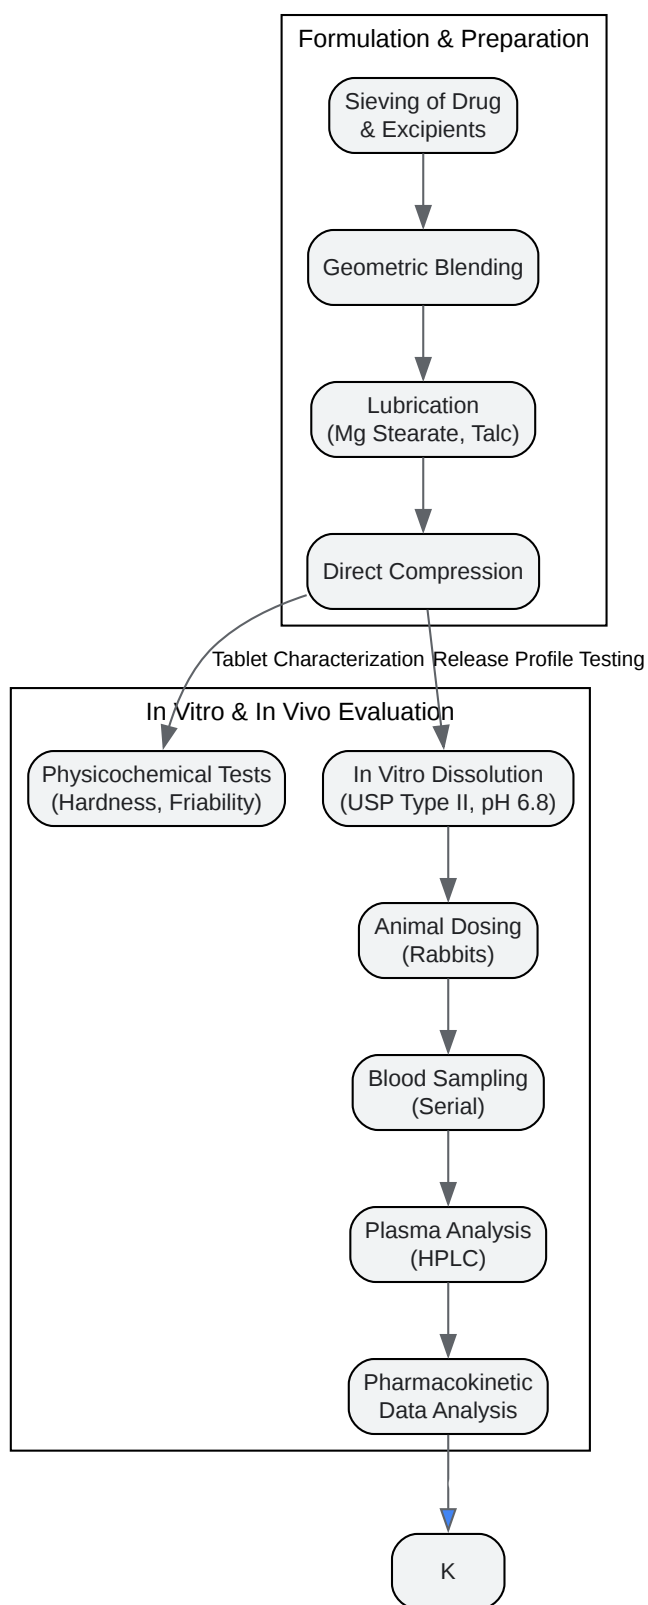 Formulation & Preparation
Sieving of Drug
& Excipients
Geometric Blending
Lubrication
(Mg Stearate, Talc)
Direct Compression
Tablet Characterization
Release Profile Testing
In Vitro & In Vivo Evaluation
Physicochemical Tests
(Hardness, Friability)
In Vitro Dissolution
(USP Type II, pH 6.8)
Animal Dosing
(Rabbits)
Blood Sampling
(Serial)
Plasma Analysis
(HPLC)
Pharmacokinetic
Data Analysis
K